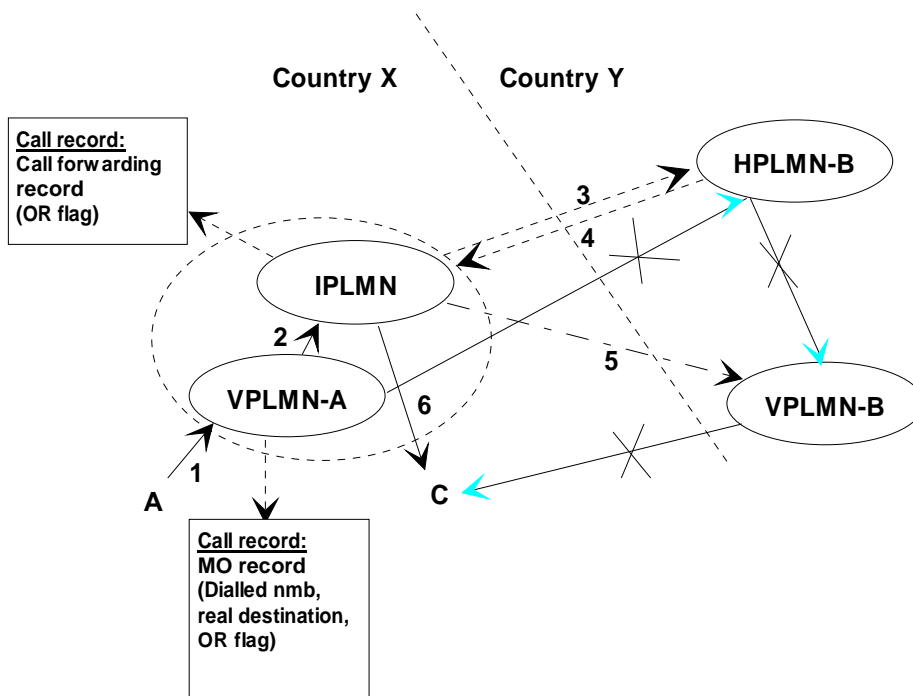 Country X
Country Y
Call record:
Call forwarding
record
(OR flag)
HPLMN-B
3
4
IPLMN
2
5
VPLMN-A
6
VPLMN-B
1
A
C
Call record:
MO record
(Dialled nmb,
real destination,
OR flag)